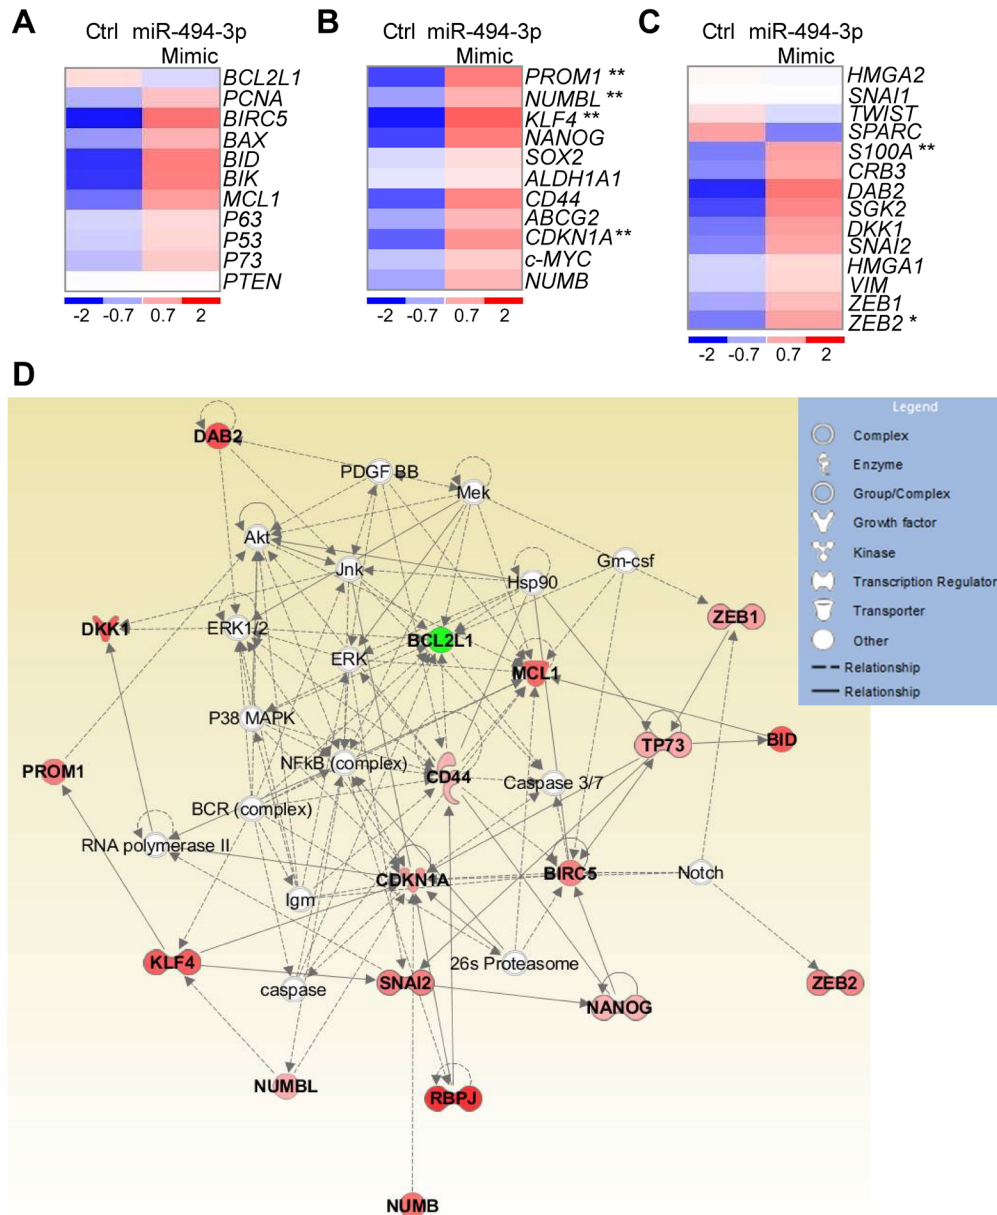 A
Ctrl miR-494-3p
Mimic
BCL2L1
PCNA
BIRC5
BAX
BID
BIK
MCL1
P63
P53
P73
PTEN
-2 -0.7 0.7 2
B
Ctrl miR-494-3p
Mimic
PROM1 **
NUMBL **
KLF4 **
NANOG
SOX2
ALDH1A1
CD44
ABCG2
CDKN1A**
c-MYC
NUMB
-2 -0.7 0.7 2
C
Ctrl miR-494-3p
Mimic
HMGA2
SNAI1
TWIST
SPARC
S100A **
CRB3
DAB2
SGK2
DKK1
SNAI2
HMGA1
VIM
ZEB1
ZEB2 *
-2 -0.7 0.7 2
D
DAB2
PDGF BB
Mek
Akt
Jnk
Hsp90
Gm-csf
DKK1
ERK1/2
BCL2L1
ZEB1
ERK
MCL1
P38 MAPK
TP73
BID
PROM1
NFkB (complex)
CD44
Caspase 3/7
BCR (complex)
RNA polymerase II
CDKN1A
BIRC5
Notch
Igm
KLF4
26s Proteasome
caspase
SNAI2
NANOG
ZEB2
NUMBL
RBPJ
NUMB
Legend
Complex
Enzyme
Group/Complex
Growth factor
Kinase
Transcription Regulator
Transporter
Other
Relationship
Relationship